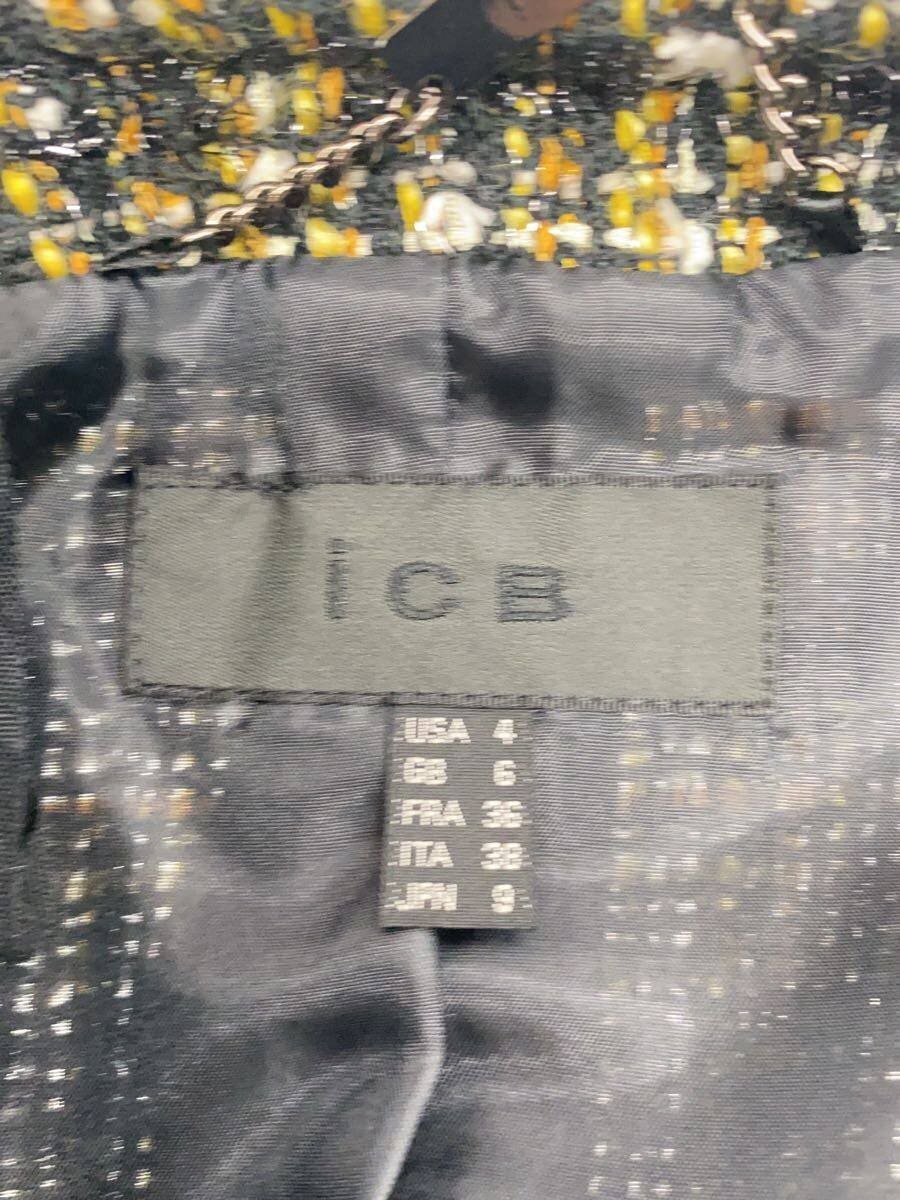 iCB
USA 4
GB 6
FRA 36
ITA 38
JPN 9